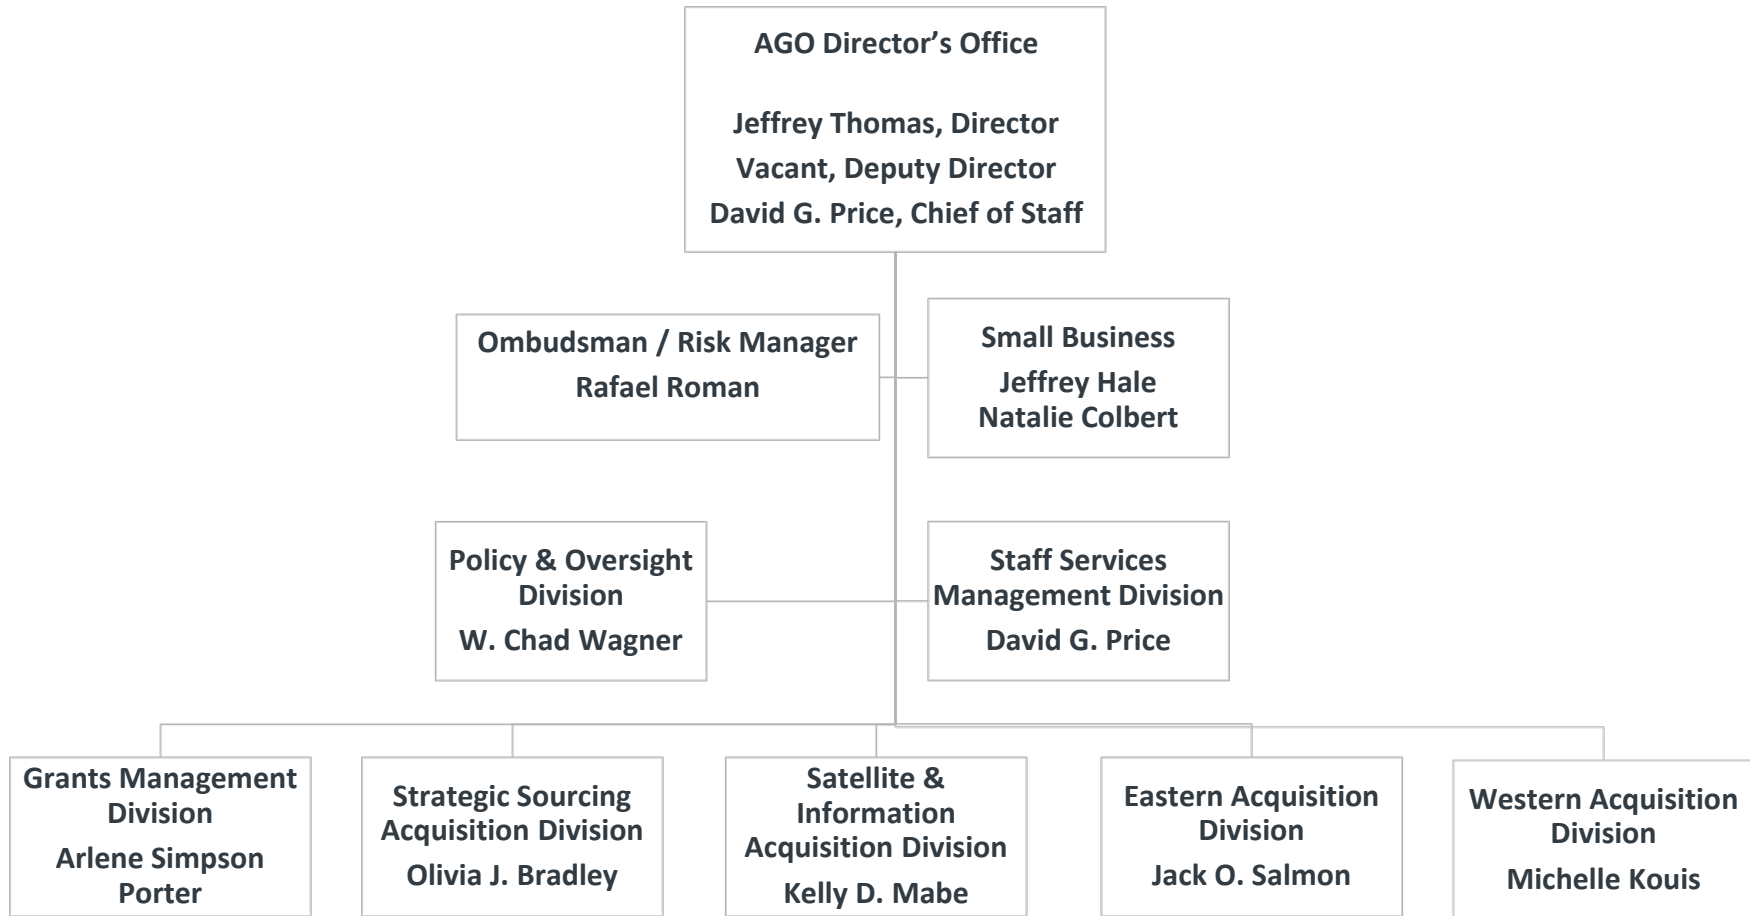 AGO Director’s Office
Jeffrey Thomas, Director
Vacant, Deputy Director
David G. Price, Chief of Staff
Ombudsman / Risk Manager
Rafael Roman
Small Business
Jeffrey Hale
Natalie Colbert
Policy & Oversight
Division
W. Chad Wagner
Staff Services
Management Division
David G. Price
Grants Management
Division
Arlene Simpson
Porter
Strategic Sourcing
Acquisition Division
Olivia J. Bradley
Satellite &
Information
Acquisition Division
Kelly D. Mabe
Eastern Acquisition
Division
Jack O. Salmon
Western Acquisition
Division
Michelle Kouis